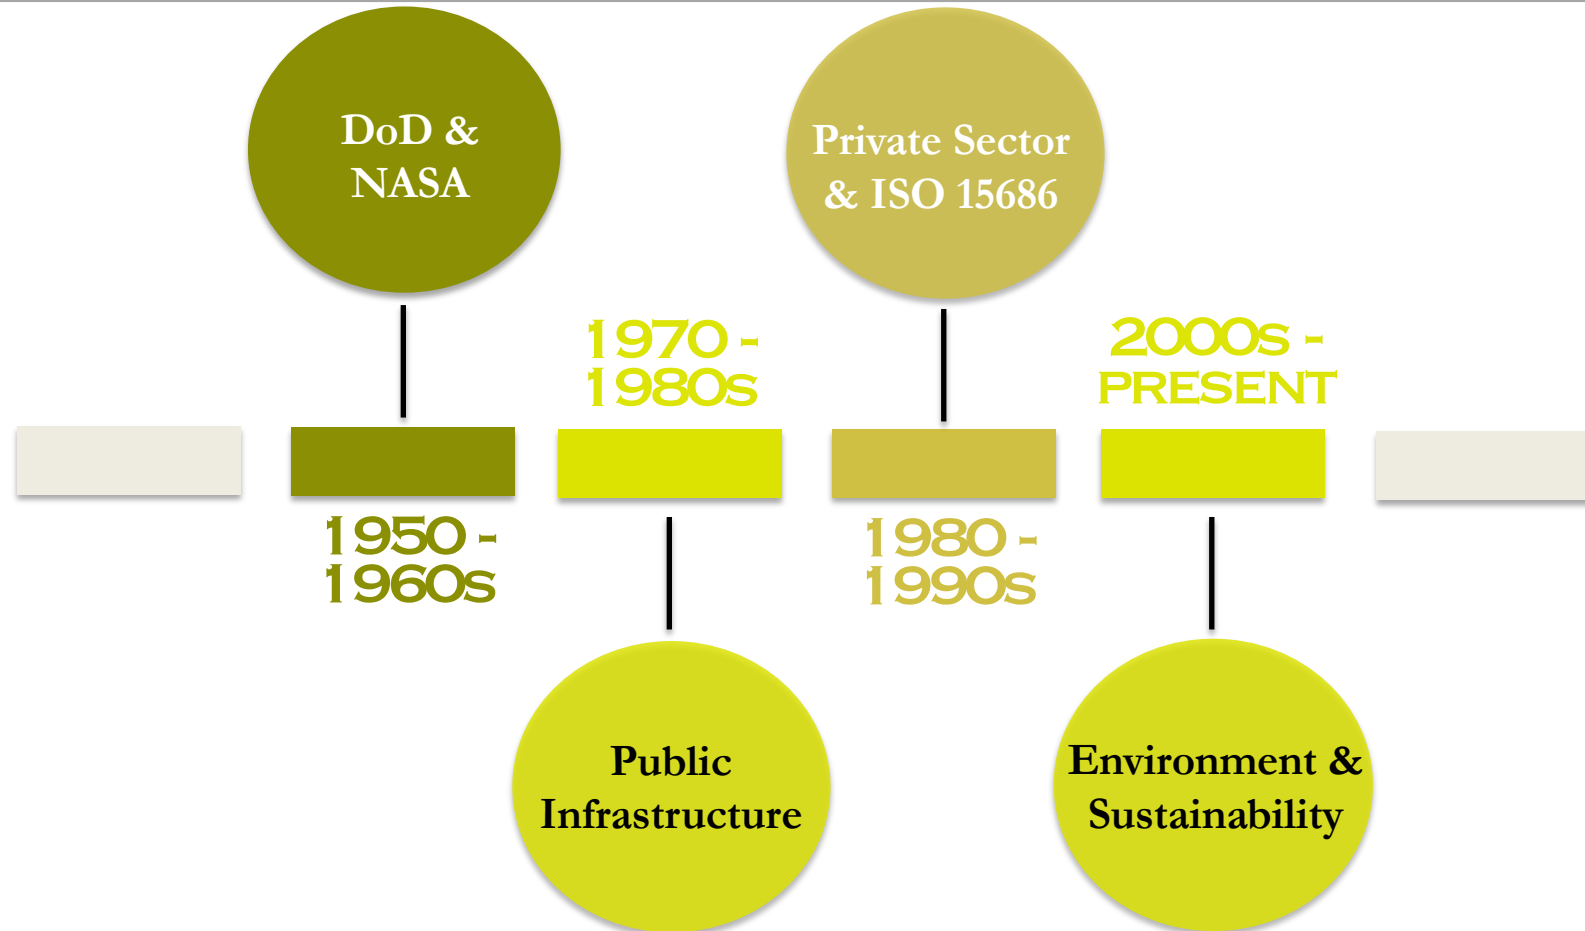 DoD &
NASA
1950 -
1960s
1970 -
1980s
Public
Infrastructure
Private Sector
& ISO 15686
1980 -
1990s
2000s -
PRESENT
Environment &
Sustainability